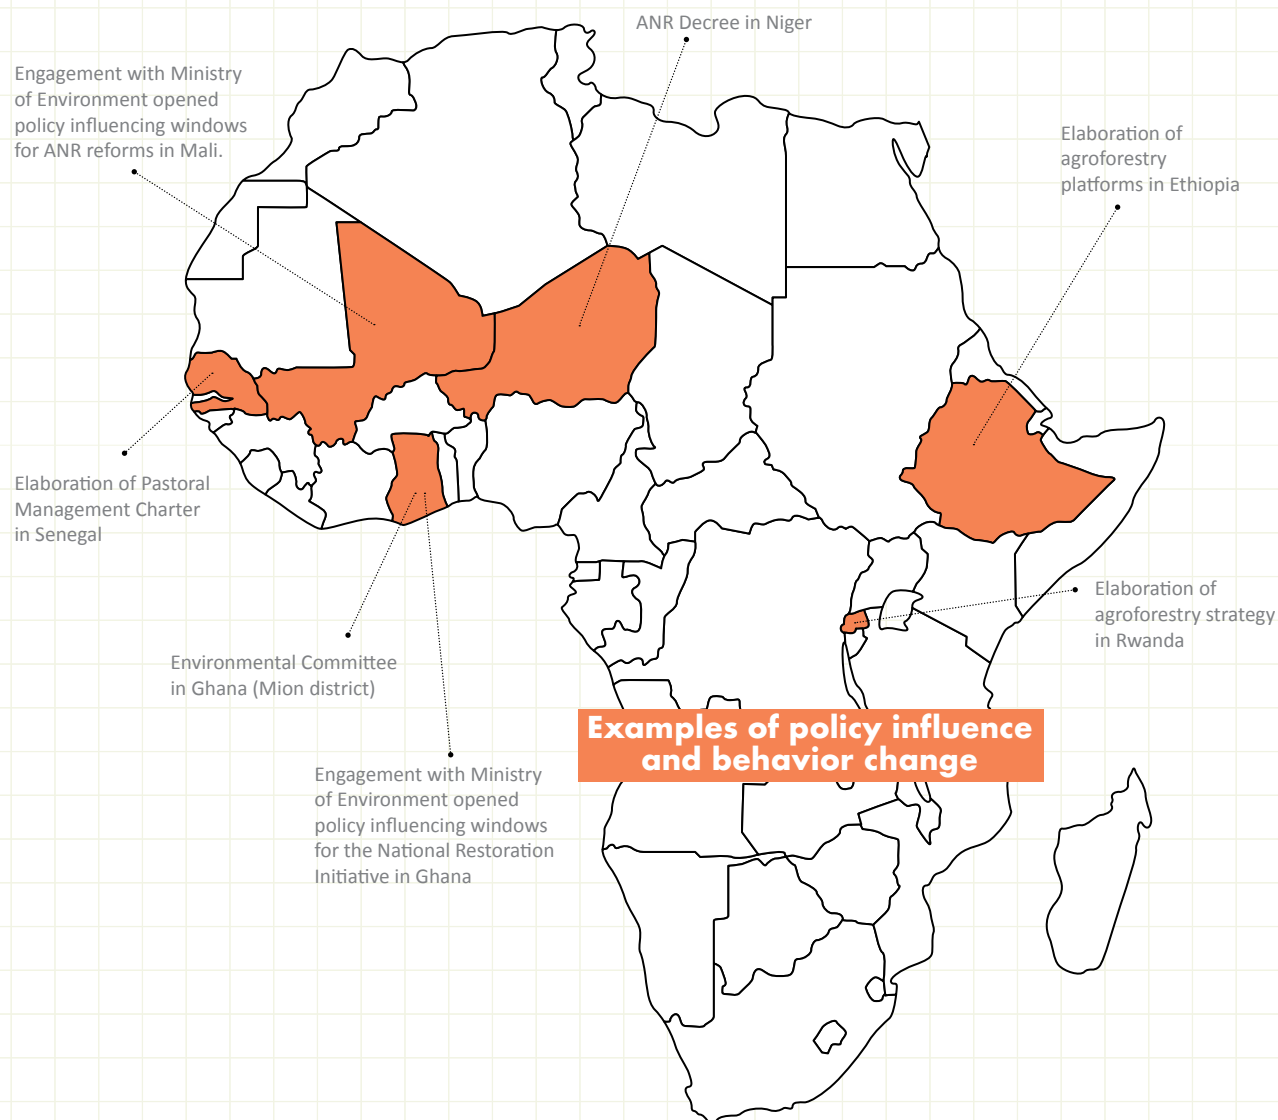 ANR Decree in Niger
Engagement with Ministry
of Environment opened
policy influencing windows
for ANR reforms in Mali.
Elaboration of
agroforestry
platforms in Ethiopia
Elaboration of Pastoral
Management Charter
in Senegal
Elaboration of
agroforestry strategy
in Rwanda
Environmental Committee
in Ghana (Mion district)
Examples of policy influence
and behavior change
Engagement with Ministry
of Environment opened
policy influencing windows
for the National Restoration
Initiative in Ghana